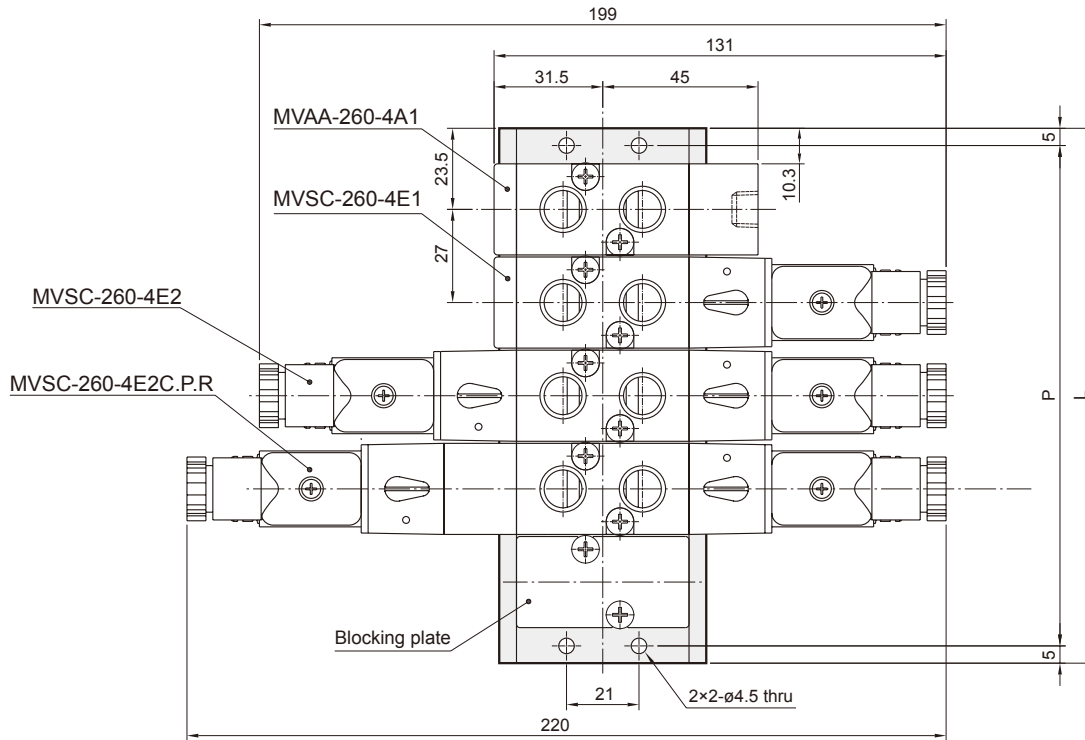 199
131
31.5
45
MVAA-260-4A1
5
23.5
10.3
MVSC-260-4E1
27
MVSC-260-4E2
MVSC-260-4E2C.P.R
P
L
Blocking plate
5
21
2×2-ø4.5 thru
220